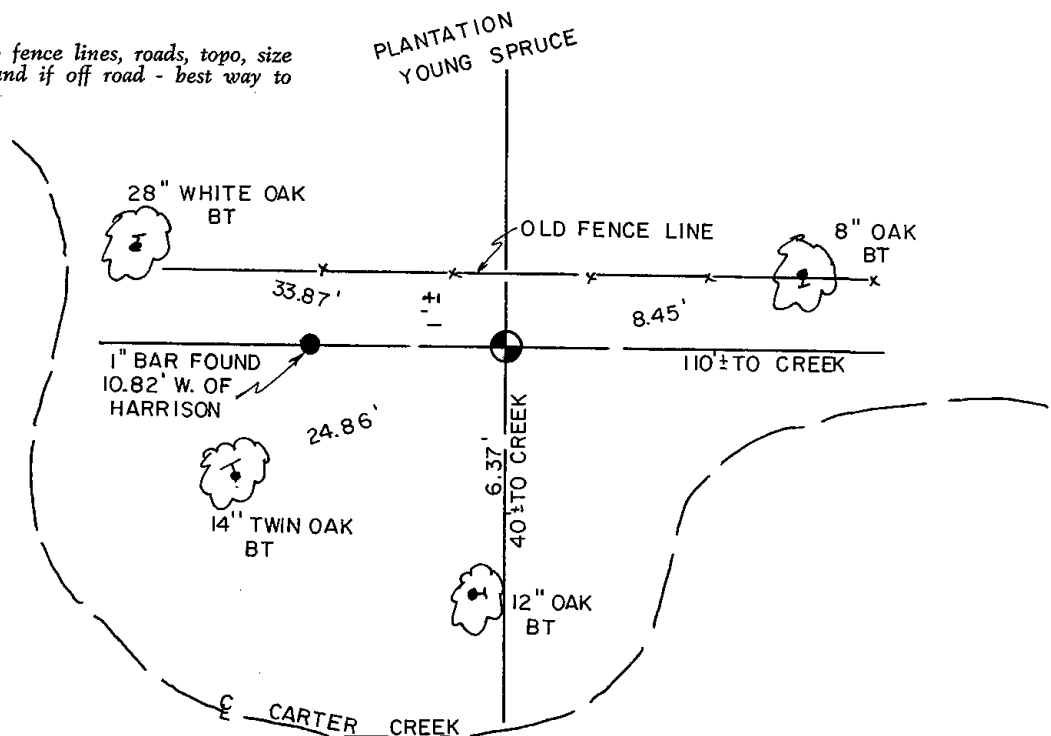 fence lines, roads, topo, size
and if off road - best way to
PLANTATION
YOUNG SPRUCE
28" WHITE OAK
BT
OLD FENCE LINE
8" OAK
BT
33.87'
8.45'
1" BAR FOUND
10.82' W. OF
HARRISON
110'± TO CREEK
24.86'
6.37'
40'± TO CREEK
14" TWIN OAK
BT
12" OAK
BT
CARTER CREEK